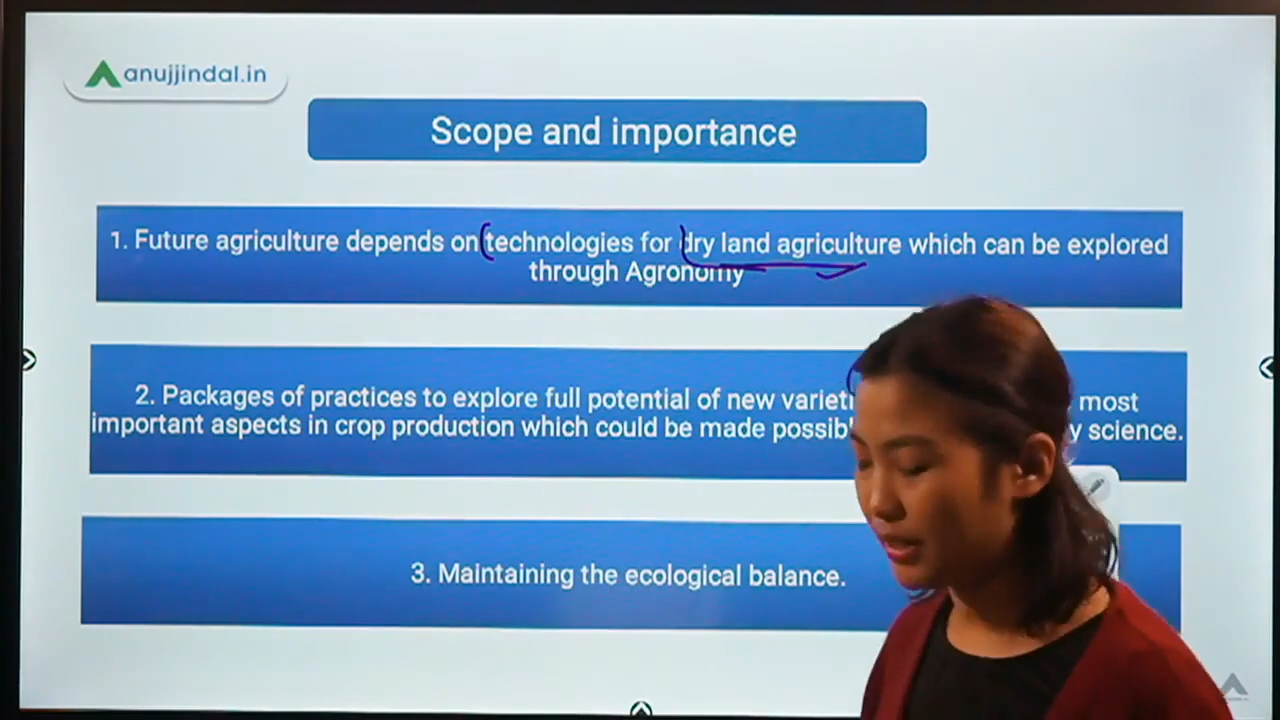 anujjindal.in
Scope and importance
1. Future agriculture depends on technologies for dry land agriculture which can be explored
through Agronomy
2. Packages of practices to explore full potential of new most
important aspects in crop production which could be made science.
3. Maintaining the ecological balance.